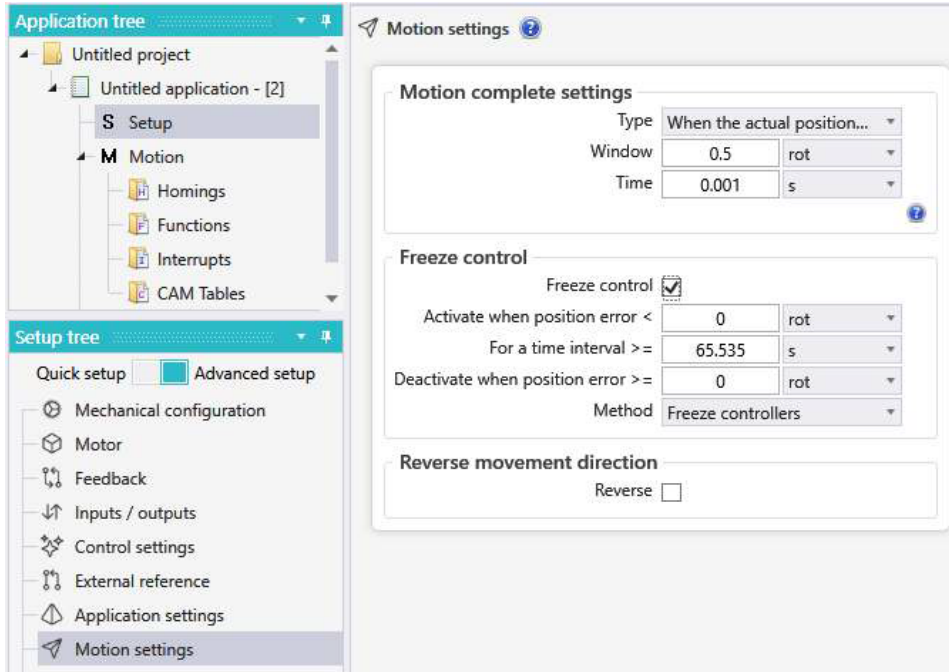 Application tree
Untitled project
Untitled application - [2]
S Setup
M Motion
H Homings
F Functions
I Interrupts
C CAM Tables
Setup tree
Quick setup Advanced setup
Mechanical configuration
Motor
Feedback
Inputs / outputs
Control settings
External reference
Application settings
Motion settings
Motion settings ?
Motion complete settings
Type When the actual position...
Window 0.5 rot
Time 0.001 s
?
Freeze control
Freeze control
Activate when position error < 0 rot
For a time interval >= 65.535 s
Deactivate when position error >= 0 rot
Method Freeze controllers
Reverse movement direction
Reverse